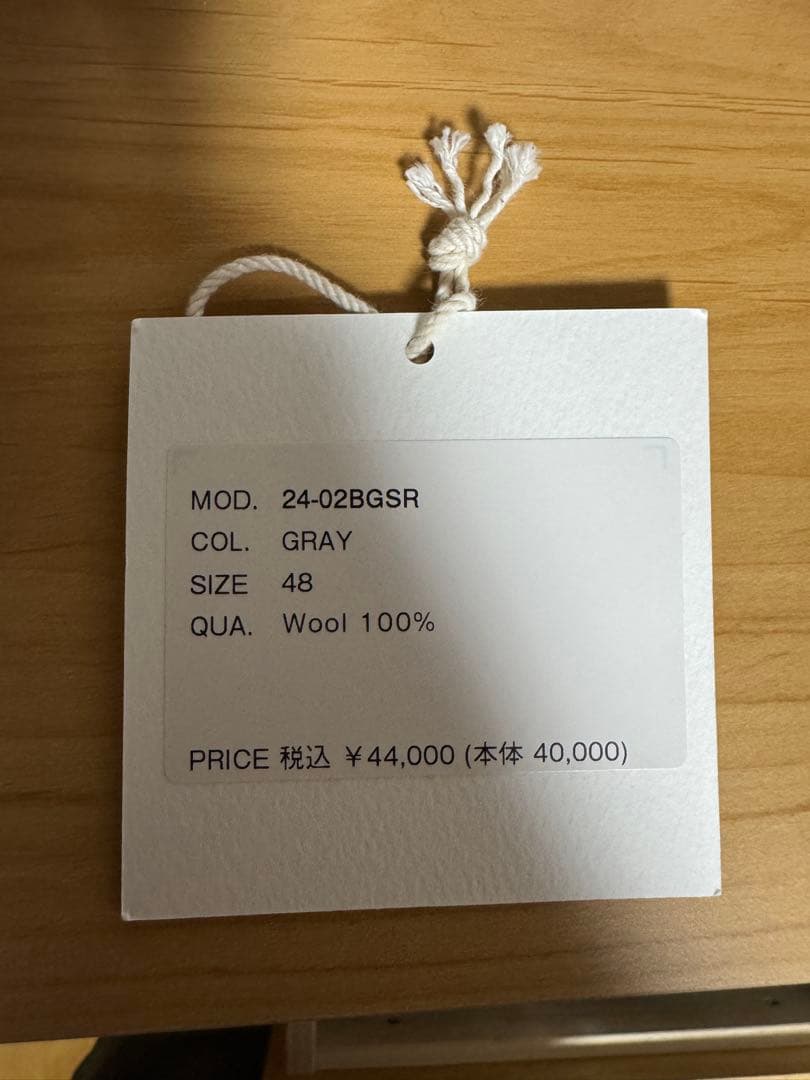 MOD. 24-02BGSR
COL. GRAY
SIZE 48
QUA. Wool 100%
PRICE 税込 ￥44,000 (本体 40,000)